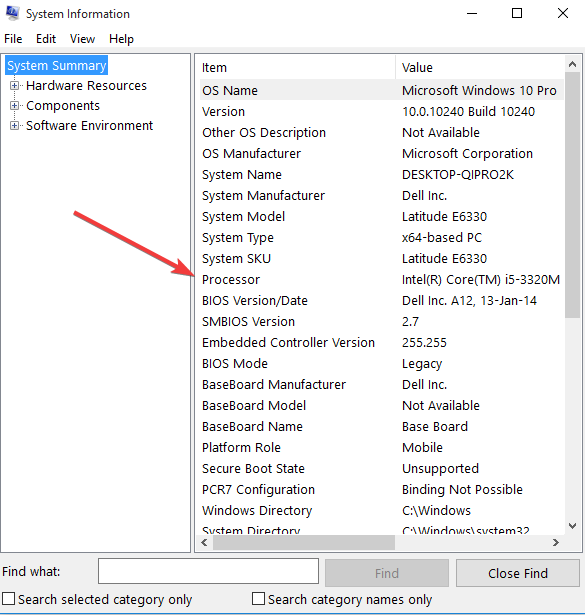 System Information
File Edit View Help
System Summary
Hardware Resources
Components
Software Environment
Item Value
OS Name Microsoft Windows 10 Pro
Version 10.0.10240 Build 10240
Other OS Description Not Available
OS Manufacturer Microsoft Corporation
System Name DESKTOP-QIPRO2K
System Manufacturer Dell Inc.
System Model Latitude E6330
System Type x64-based PC
System SKU Latitude E6330
Processor Intel(R) Core(TM) i5-3320M
BIOS Version/Date Dell Inc. A12, 13-Jan-14
SMBIOS Version 2.7
Embedded Controller Version 255.255
BIOS Mode Legacy
BaseBoard Manufacturer Dell Inc.
BaseBoard Model Not Available
BaseBoard Name Base Board
Platform Role Mobile
Secure Boot State Unsupported
PCR7 Configuration Binding Not Possible
Windows Directory C:\Windows
System Directory C:\Windows\system32
Find what: Find Close Find
Search selected category only Search category names only